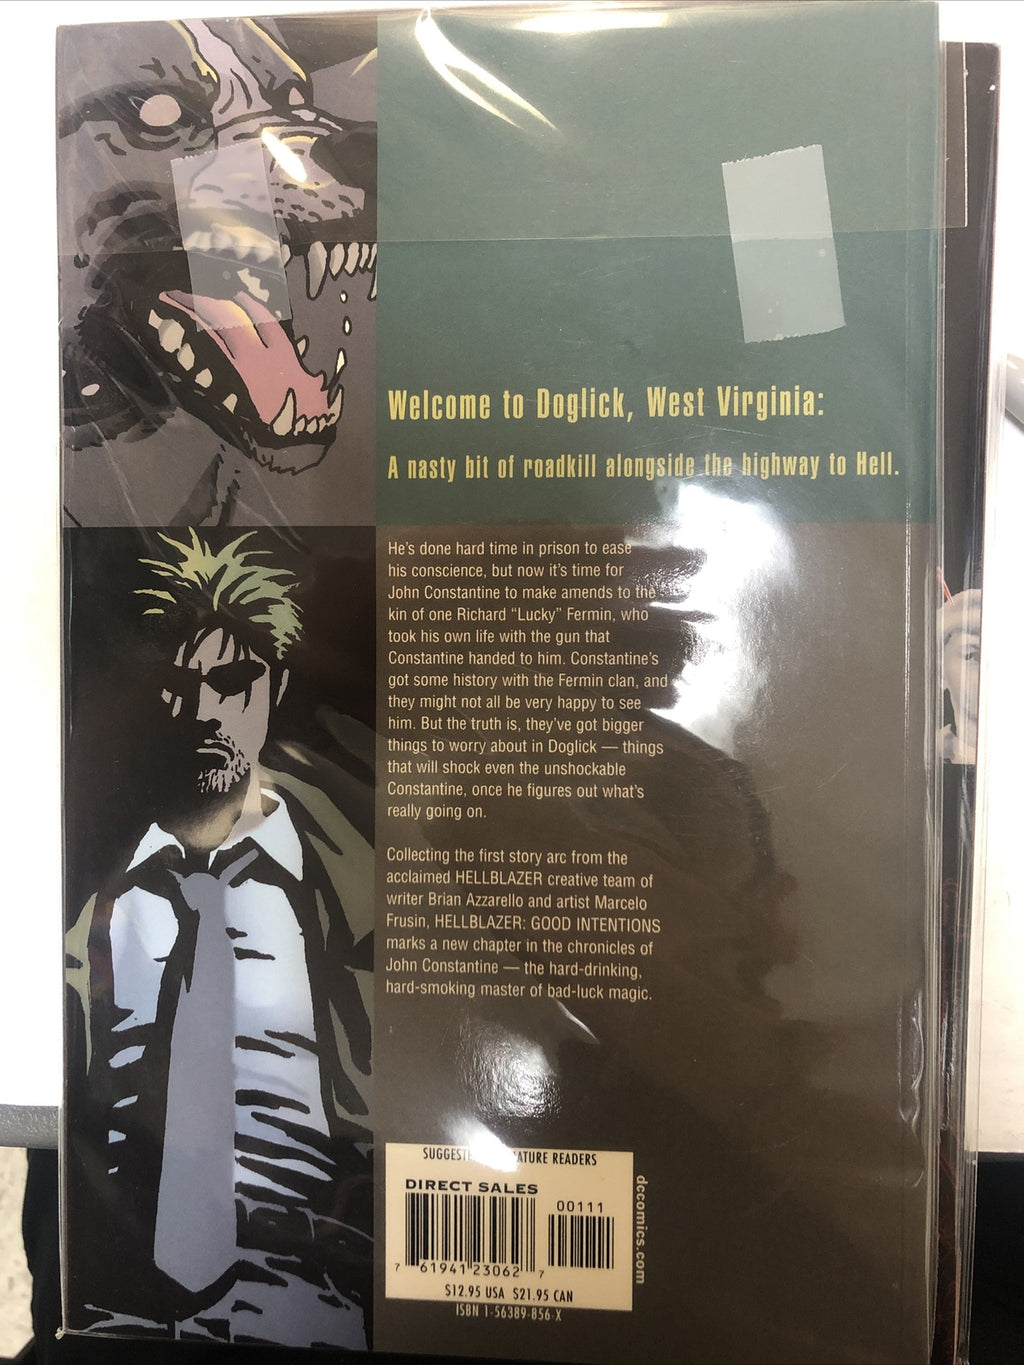 Welcome to Doglick, West Virginia:
A nasty bit of roadkill alongside the highway to Hell.
He's done hard time in prison to ease
his conscience, but now it's time for
John Constantine to make amends to the
kin of one Richard "Lucky" Fermin, who
took his own life with the gun that
Constantine handed to him. Constantine's
got some history with the Fermin clan, and
they might not all be very happy to see
him. But the truth is, they've got bigger
things to worry about in Doglick — things
that will shock even the unshockable
Constantine, once he figures out what's
really going on.
Collecting the first story arc from the
acclaimed HELLBLAZER creative team of
writer Brian Azzarello and artist Marcelo
Frusin, HELLBLAZER: GOOD INTENTIONS
marks a new chapter in the chronicles of
John Constantine — the hard-drinking,
hard-smoking master of bad-luck magic.
READERS
DIRECT SALES
00111
7 61941 23062 7
$12.95 USA $21.95 CAN
ISBN 1-56389-856-X
dccomics.com